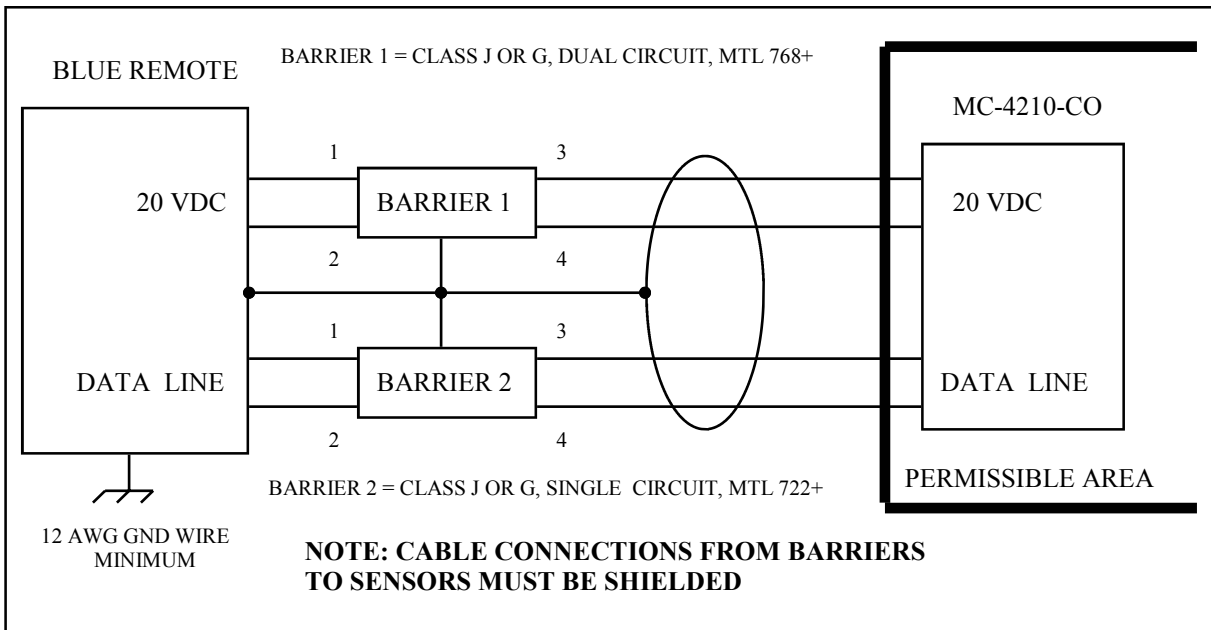 BARRIER 1 = CLASS J OR G, DUAL CIRCUIT, MTL 768+
BLUE REMOTE
MC-4210-CO
1
3
20 VDC
BARRIER 1
20 VDC
2
4
1
3
DATA LINE
BARRIER 2
DATA LINE
2
4
BARRIER 2 = CLASS J OR G, SINGLE CIRCUIT, MTL 722+
PERMISSIBLE AREA
12 AWG GND WIRE
MINIMUM
NOTE: CABLE CONNECTIONS FROM BARRIERS
TO SENSORS MUST BE SHIELDED